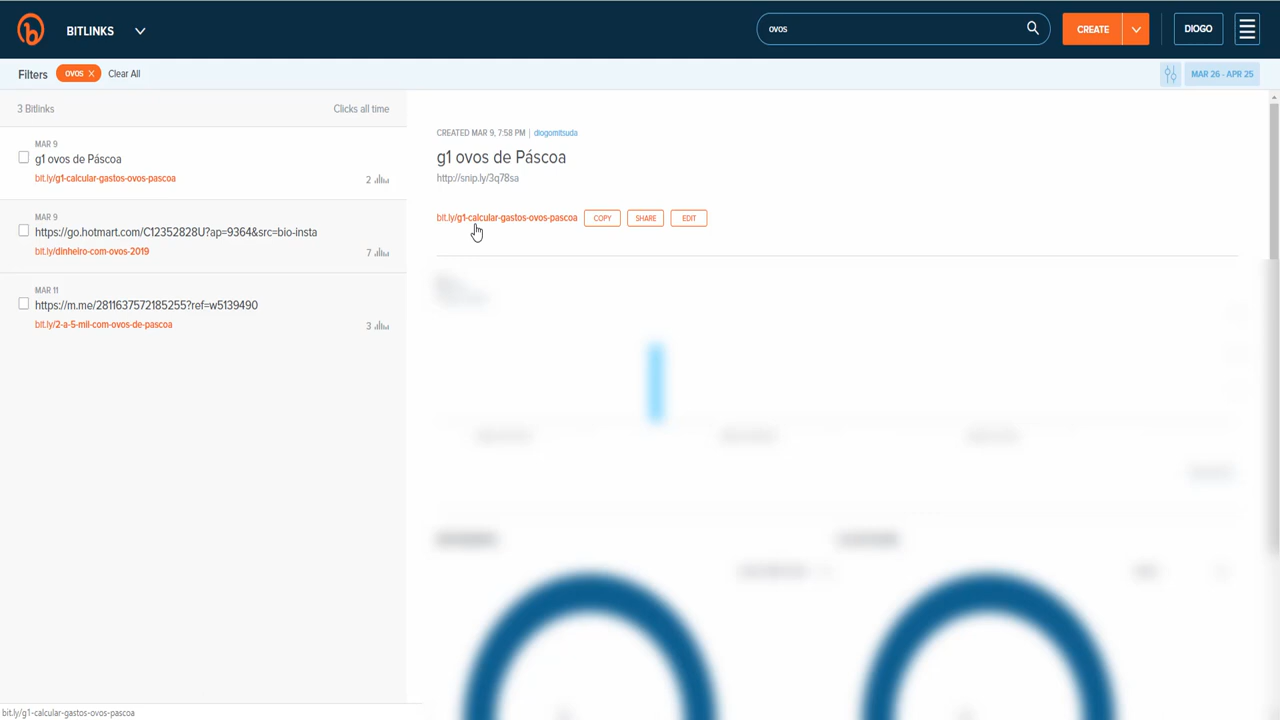 BITLINKS
ovos
CREATE
DIOGO
Filters
ovos X
Clear All
MAR 26 - APR 25
3 Bitlinks
Clicks all time
MAR 9
g1 ovos de Páscoa
bit.ly/g1-calcular-gastos-ovos-pascoa
2
MAR 9
https://go.hotmart.com/C12352828U?ap=9364&src=bio-insta
bit.ly/dinheiro-com-ovos-2019
7
MAR 11
https://m.me/2811637572185255?ref=w5139490
bit.ly/2-a-5-mil-com-ovos-de-pascoa
3
CREATED MAR 9, 7:58 PM | diogomitsuda
g1 ovos de Páscoa
http://snip.ly/3q78sa
bit.ly/g1-calcular-gastos-ovos-pascoa
COPY
SHARE
EDIT
bit.ly/g1-calcular-gastos-ovos-pascoa